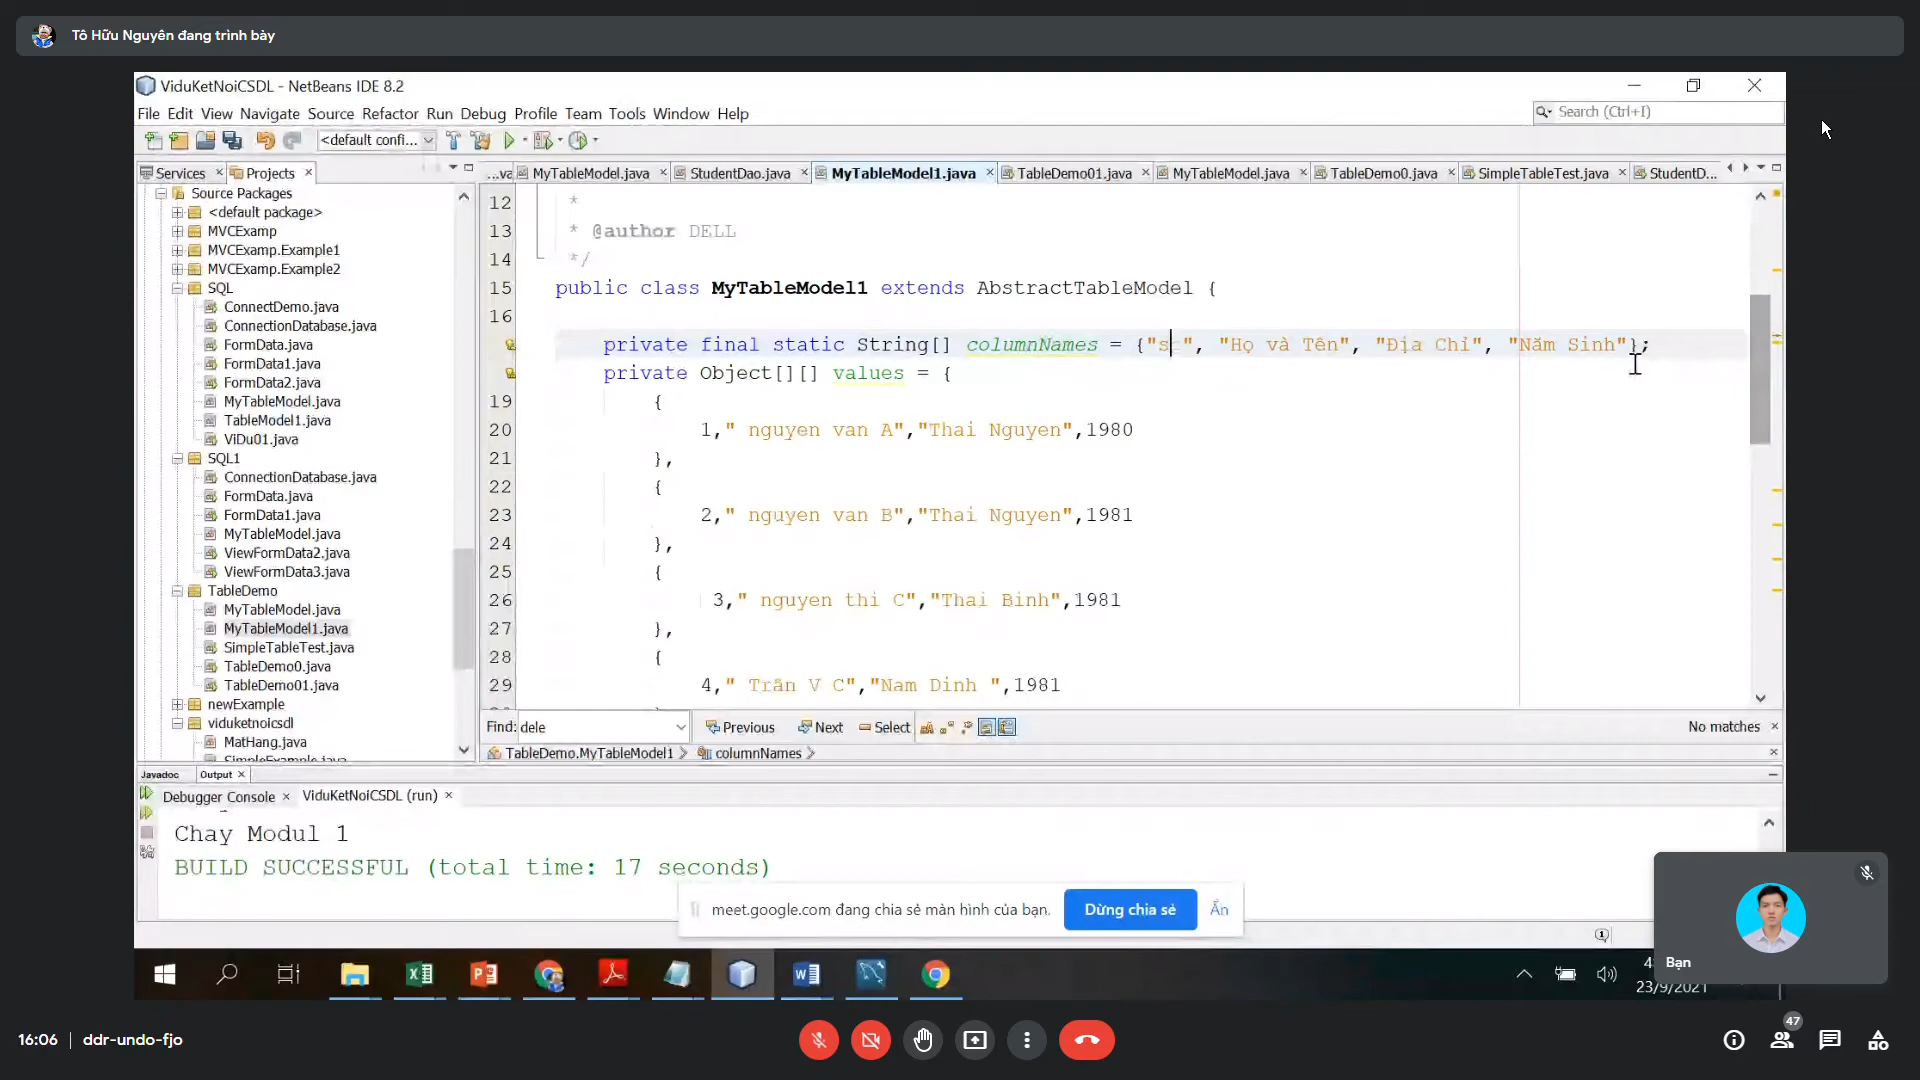 Tô Hữu Nguyên đang trình bày
ViduKetNoiCSDL - NetBeans IDE 8.2
File Edit View Navigate Source Refactor Run Debug Profile Team Tools Window Help
Search (Ctrl+I)
<default confi...
Services Projects
...va MyTableModel.java StudentDao.java MyTableModel1.java TableDemo01.java MyTableModel.java TableDemo0.java SimpleTableTest.java StudentD...
Source Packages
<default package>
MVCExamp
MVCExamp.Example1
MVCExamp.Example2
SQL
ConnectDemo.java
ConnectionDatabase.java
FormData.java
FormData1.java
FormData2.java
MyTableModel.java
TableModel1.java
ViDu01.java
SQL1
ConnectionDatabase.java
FormData.java
FormData1.java
MyTableModel.java
ViewFormData2.java
ViewFormData3.java
TableDemo
MyTableModel.java
MyTableModel1.java
SimpleTableTest.java
TableDemo0.java
TableDemo01.java
newExample
viduketnoicsdl
MatHang.java
SimpleExample.java
12 *
13 * @author DELL
14 */
15 public class MyTableModel1 extends AbstractTableModel {
16
private final static String[] columnNames = {" ", "Họ và Tên", "Địa Chỉ", "Năm Sinh"};
private Object[][] values = {
19 {
20 1," nguyen van A","Thai Nguyen",1980
21 },
22 {
23 2," nguyen van B","Thai Nguyen",1981
24 },
25 {
26 3," nguyen thi C","Thai Binh",1981
27 },
28 {
29 4," Trần V C","Nam Dinh ",1981
Find: dele Previous Next Select No matches
TableDemo.MyTableModel1 columnNames
Javadoc Output
Debugger Console ViduKetNoiCSDL (run)
Chay Modul 1
BUILD SUCCESSFUL (total time: 17 seconds)
meet.google.com đang chia sẻ màn hình của bạn. Dừng chia sẻ Ẩn
Bạn
23/9/2021
16:06 ddr-undo-fjo
47